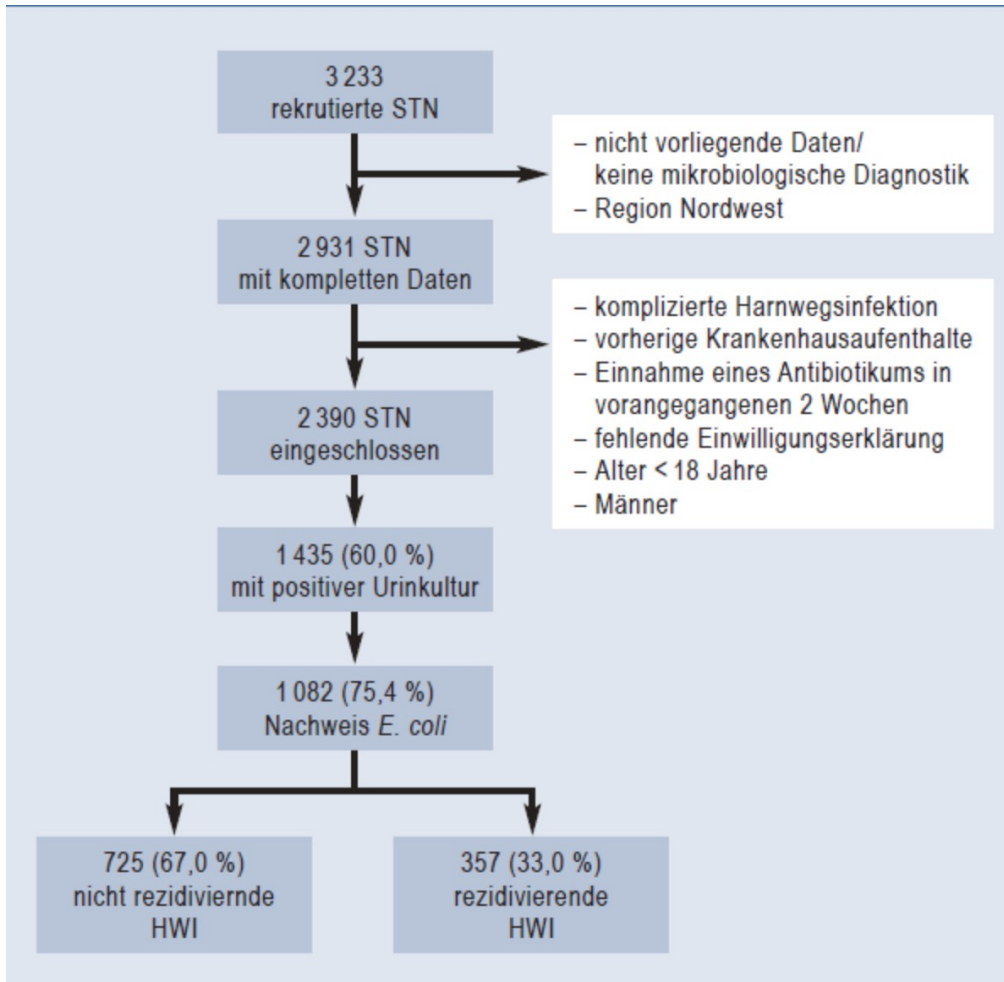 3 233
rekrutierte STN
– nicht vorliegende Daten/
keine mikrobiologische Diagnostik
– Region Nordwest
2 931 STN
mit kompletten Daten
– komplizierte Harnwegsinfektion
– vorherige Krankenhausaufenthalte
– Einnahme eines Antibiotikums in
vorangegangenen 2 Wochen
– fehlende Einwilligungserklärung
– Alter < 18 Jahre
– Männer
2 390 STN
eingeschlossen
1 435 (60,0 %)
mit positiver Urinkultur
1 082 (75,4 %)
Nachweis E. coli
725 (67,0 %)
nicht rezidiviernde
HWI
357 (33,0 %)
rezidivierende
HWI